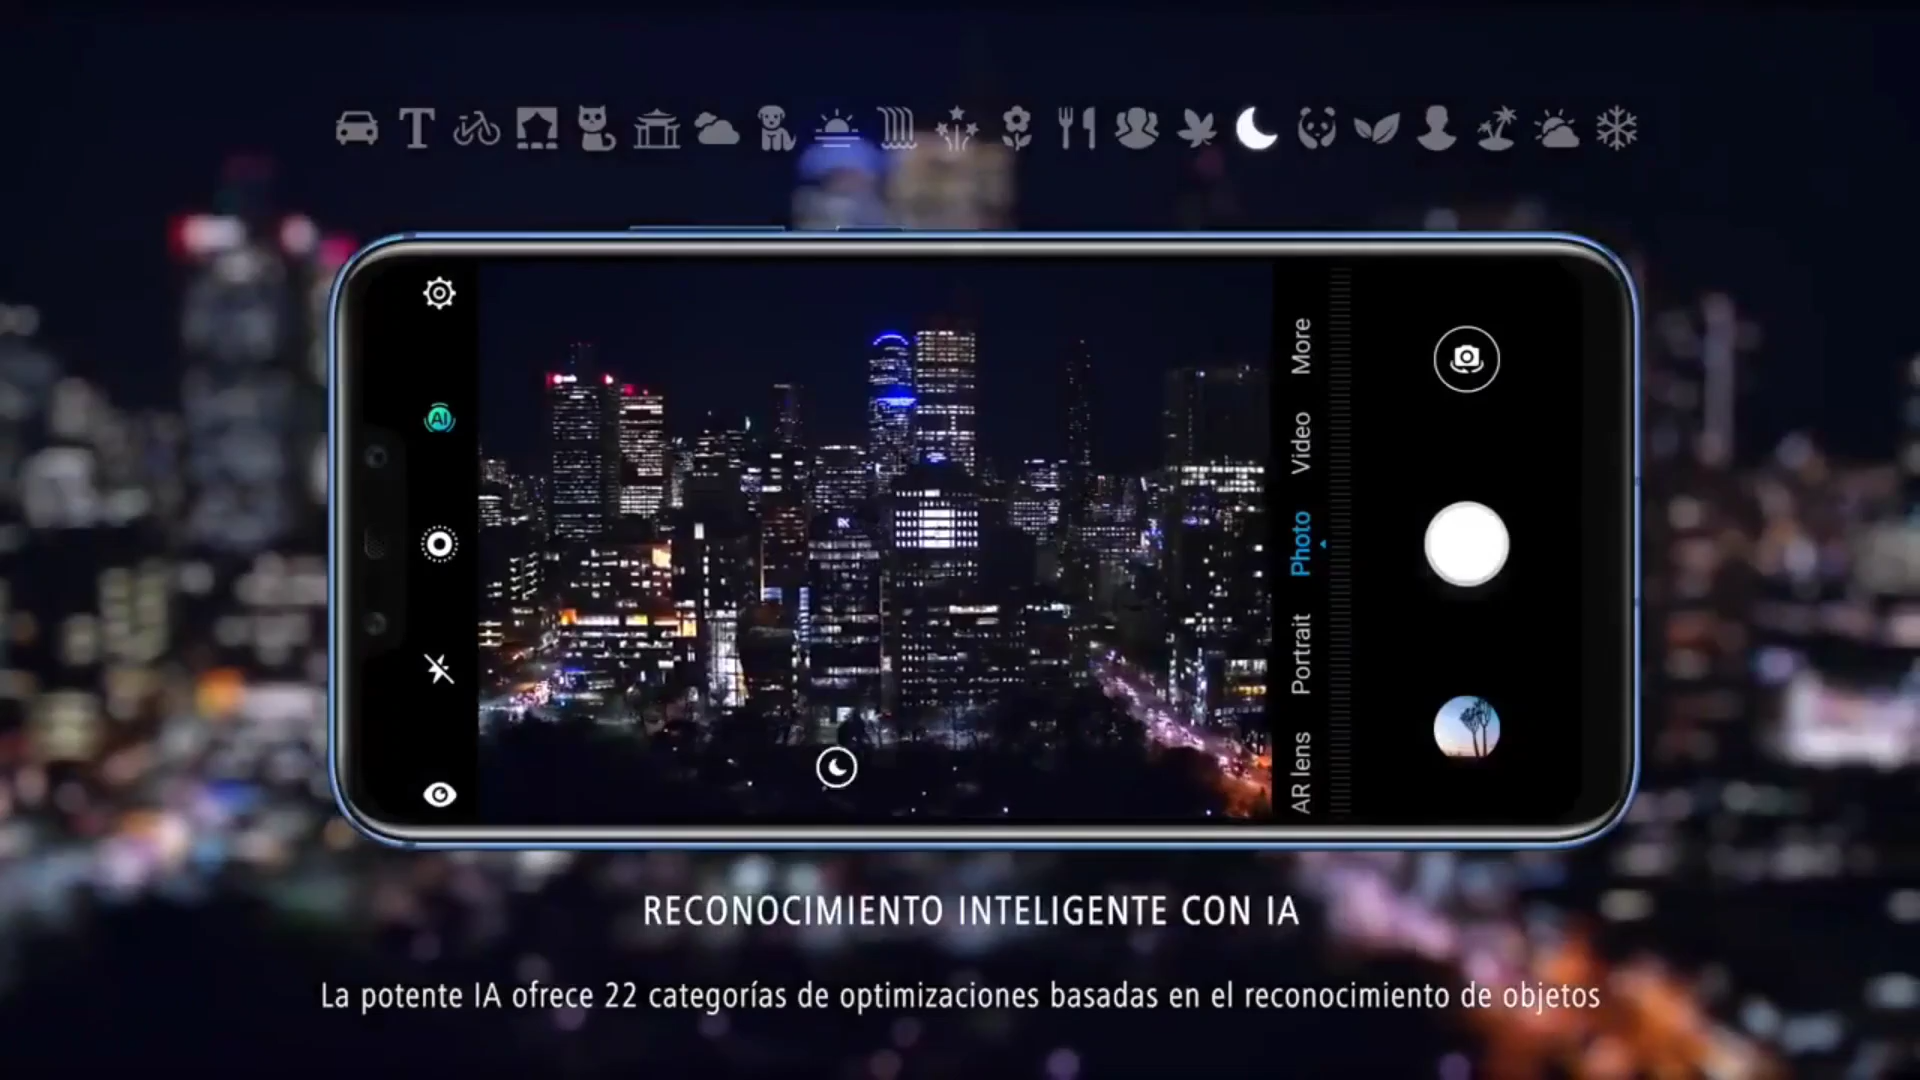 T
AI
More
Video
Photo
Portrait
AR lens
RECONOCIMIENTO INTELIGENTE CON IA
La potente IA ofrece 22 categorías de optimizaciones basadas en el reconocimiento de objetos